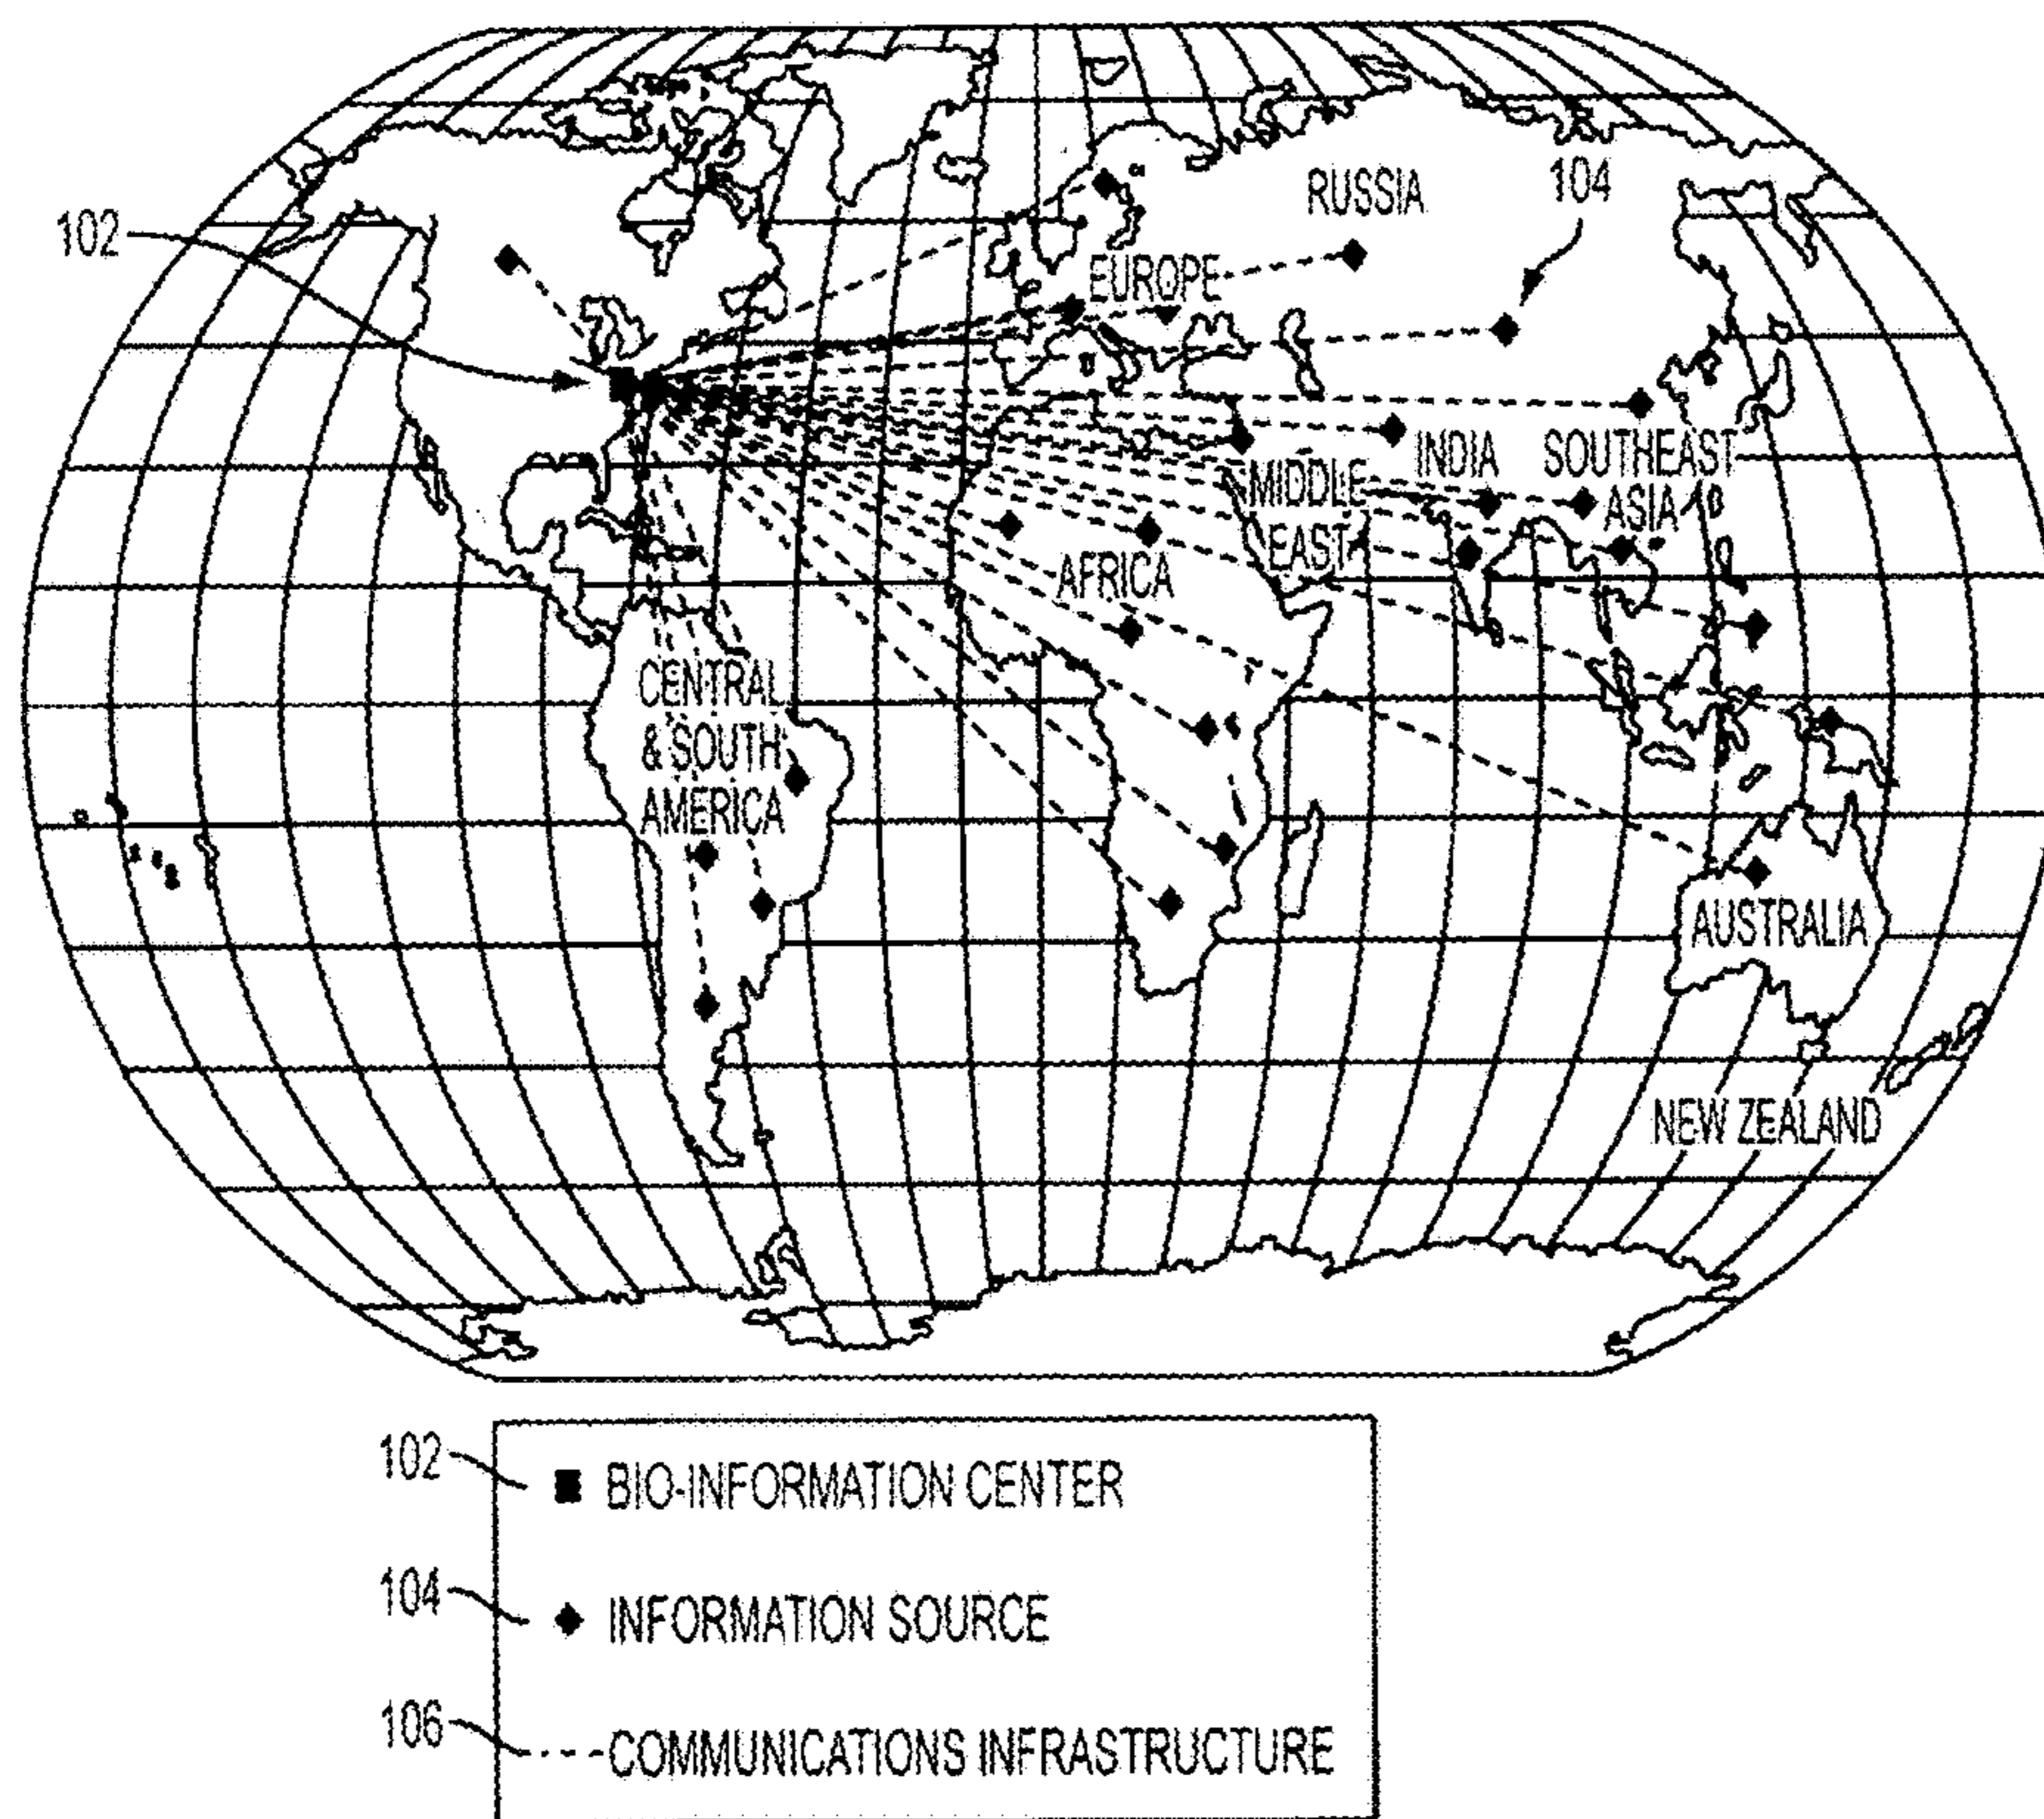 RUSSIA
104
102
EUROPE
INDIA
SOUTHEAST
ASIA
MIDDLE
EAST
AFRICA
CENTRAL
& SOUTH
AMERICA
AUSTRALIA
NEW ZEALAND
102
BIO-INFORMATION CENTER
104
INFORMATION SOURCE
106
COMMUNICATIONS INFRASTRUCTURE